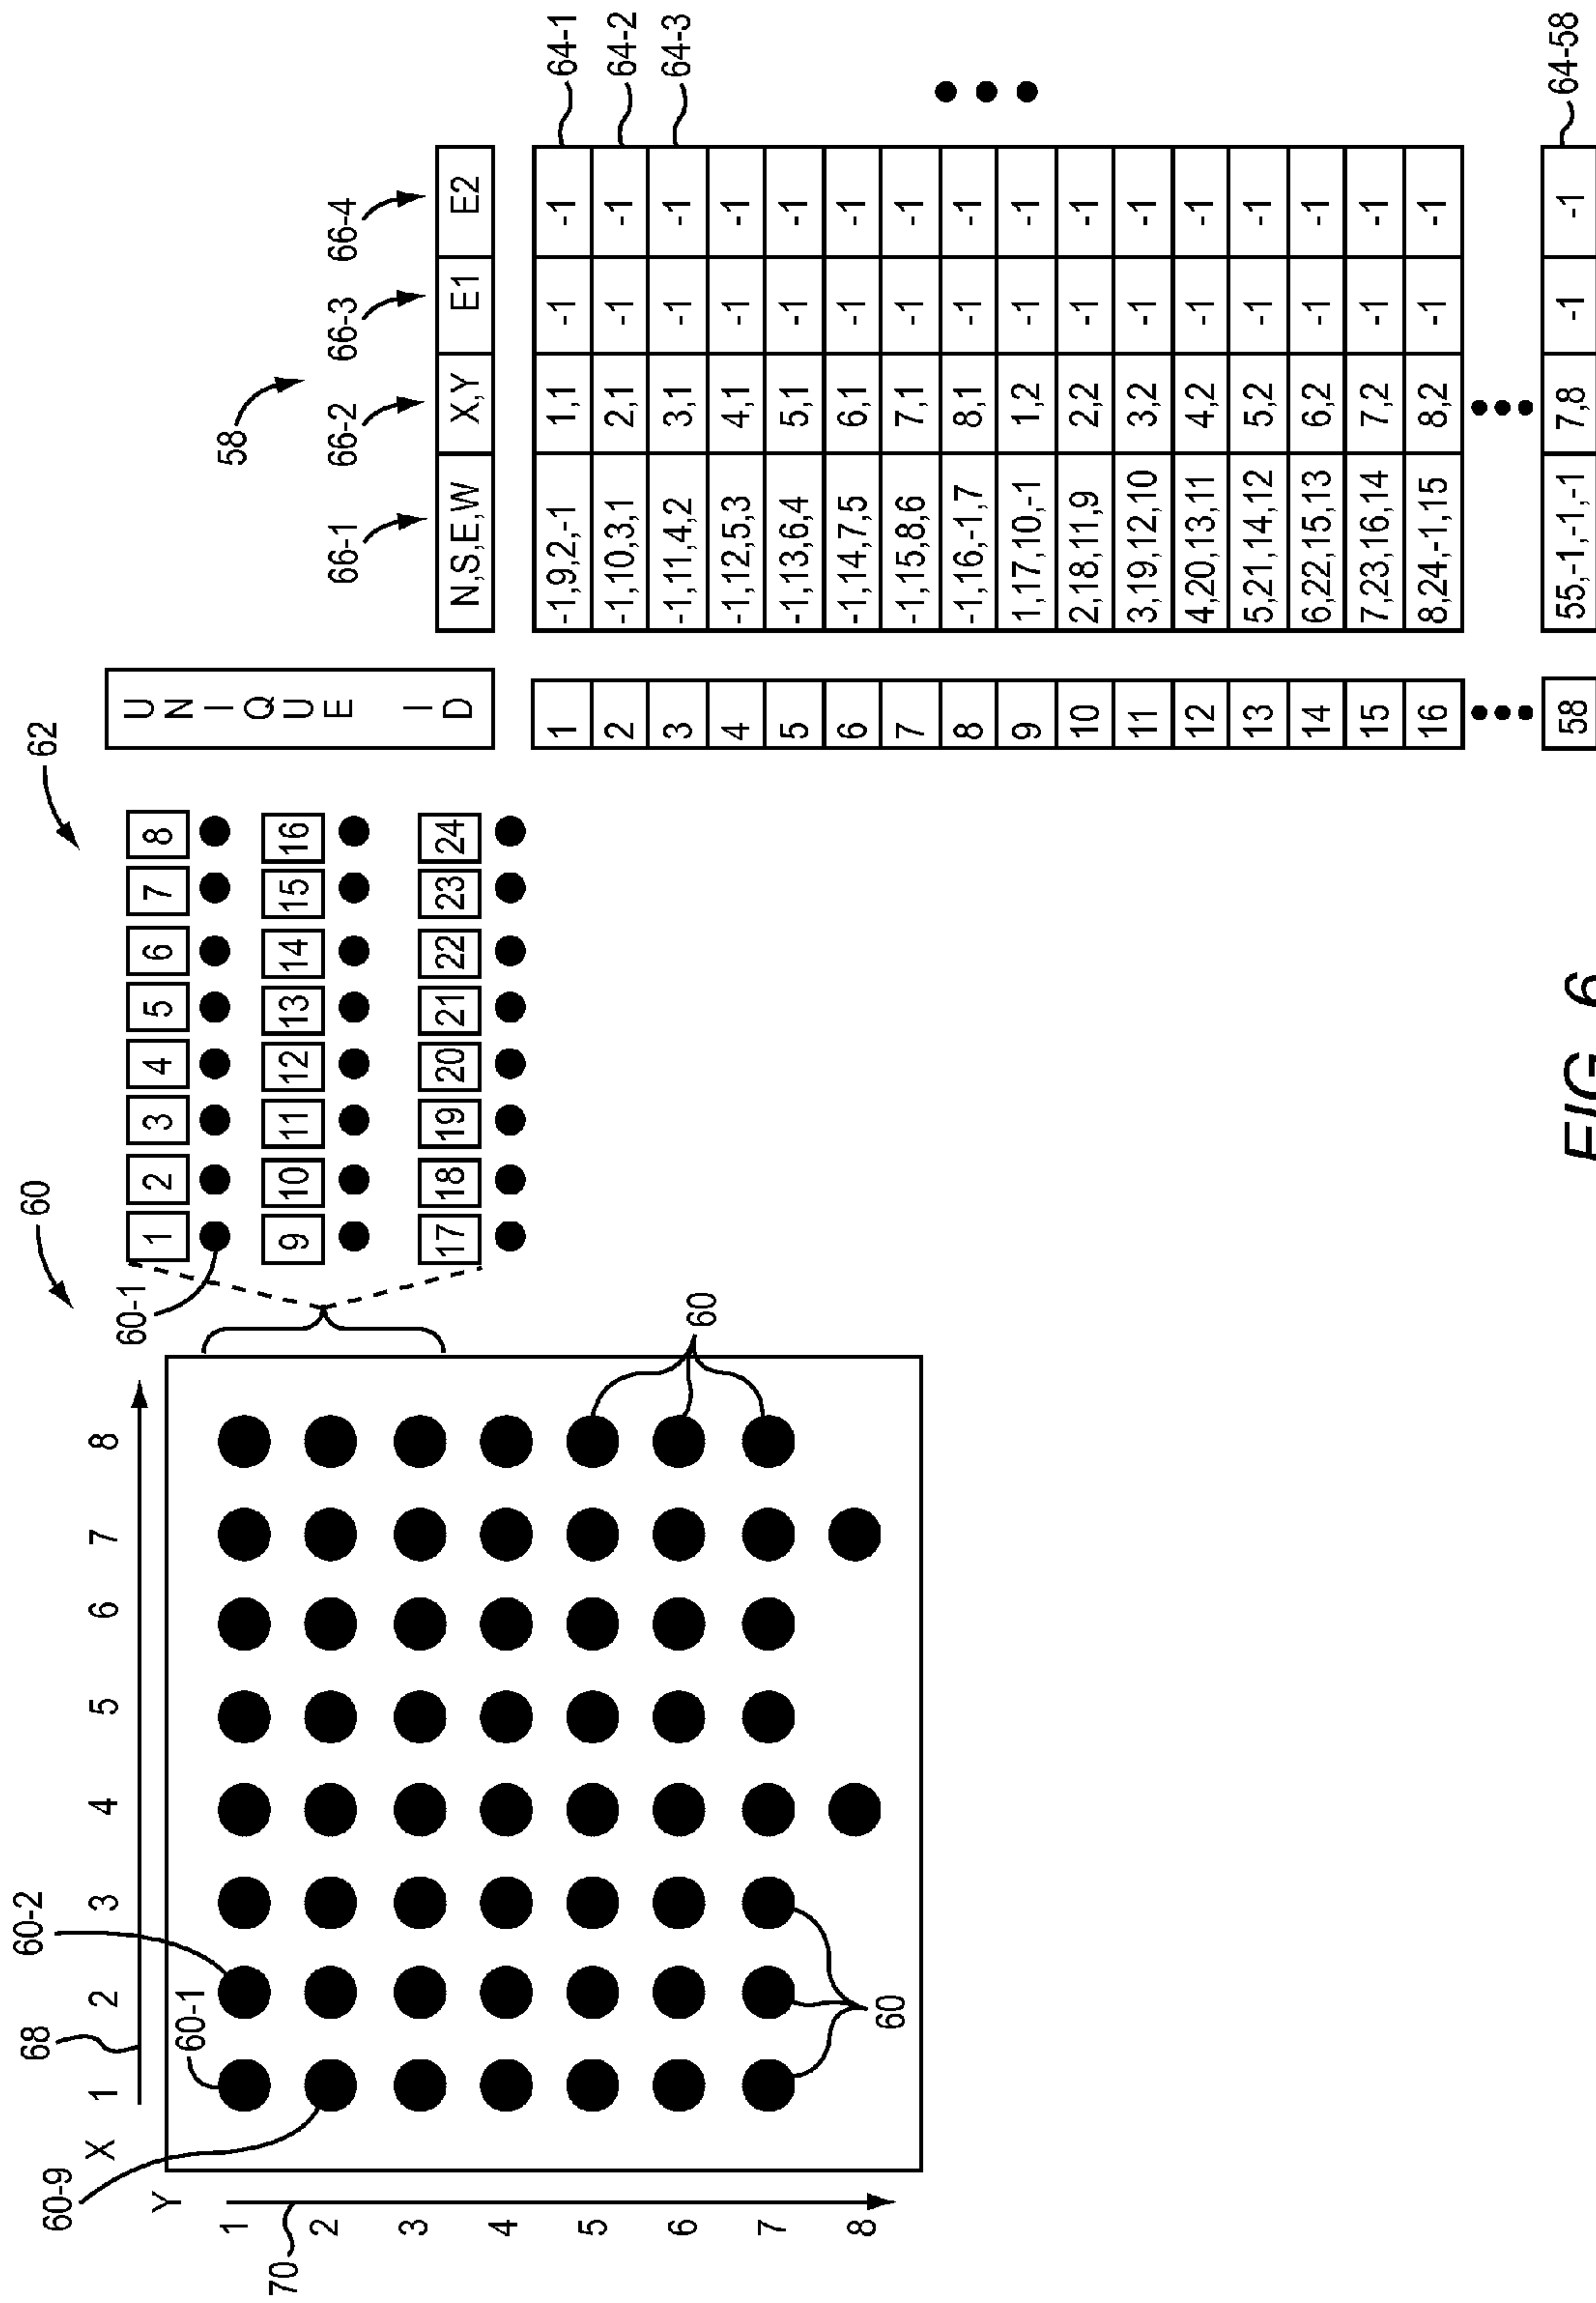 60
62
58
68
60-2
60-1
60-9
X 1 2 3 4 5 6 7 8
Y
1
2
3
4
5
6
7
8
70
60
60
60-1
1 2 3 4 5 6 7 8
9 10 11 12 13 14 15 16
17 18 19 20 21 22 23 24
66-1 66-2 66-3 66-4
UNIQUE ID N,S,E,W X,Y E1 E2
1 -1,9,2,-1 1,1 -1 -1 64-1
2 -1,10,3,1 2,1 -1 -1 64-2
3 -1,11,4,2 3,1 -1 -1 64-3
4 -1,12,5,3 4,1 -1 -1
5 -1,13,6,4 5,1 -1 -1
6 -1,14,7,5 6,1 -1 -1
7 -1,15,8,6 7,1 -1 -1
8 -1,16,-1,7 8,1 -1 -1
9 1,17,10,-1 1,2 -1 -1
10 2,18,11,9 2,2 -1 -1
11 3,19,12,10 3,2 -1 -1
12 4,20,13,11 4,2 -1 -1
13 5,21,14,12 5,2 -1 -1
14 6,22,15,13 6,2 -1 -1
15 7,23,16,14 7,2 -1 -1
16 8,24,-1,15 8,2 -1 -1
58 55,-1,-1,-1 7,8 -1 -1 64-58
FIG. 6